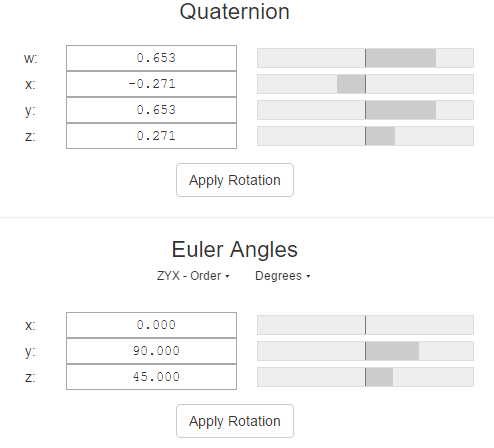 Quaternion
w: 0.653
x: -0.271
y: 0.653
z: 0.271
Apply Rotation
Euler Angles
ZYX - Order Degrees
x: 0.000
y: 90.000
z: 45.000
Apply Rotation